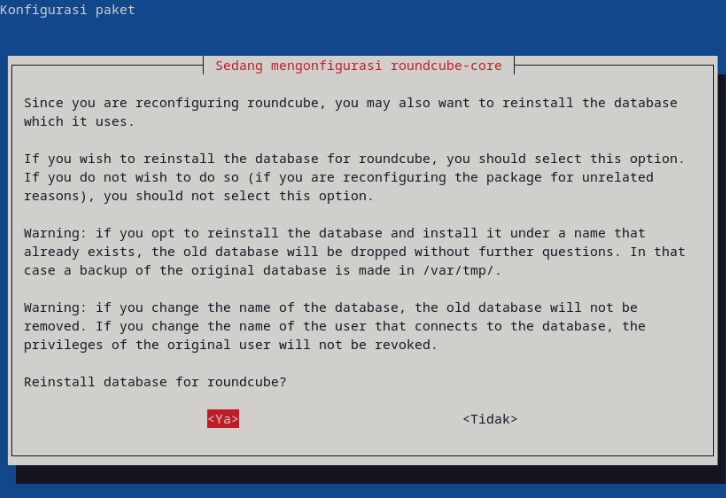 Konfigurasi paket
Sedang mengonfigurasi roundcube-core
Since you are reconfiguring roundcube, you may also want to reinstall the database
which it uses.
If you wish to reinstall the database for roundcube, you should select this option.
If you do not wish to do so (if you are reconfiguring the package for unrelated
reasons), you should not select this option.
Warning: if you opt to reinstall the database and install it under a name that
already exists, the old database will be dropped without further questions. In that
case a backup of the original database is made in /var/tmp/.
Warning: if you change the name of the database, the old database will not be
removed. If you change the name of the user that connects to the database, the
privileges of the original user will not be revoked.
Reinstall database for roundcube?
<Ya> <Tidak>